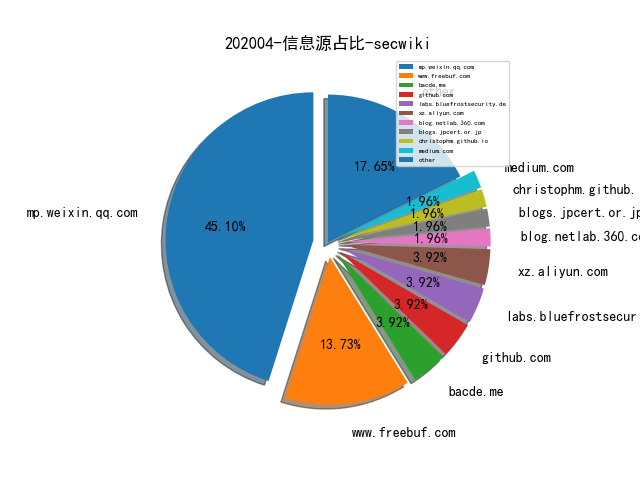 202004-信息源占比-secwiki
mp.weixin.qq.com
www.freebuf.com
bacde.me
github.com
labs.bluefrostsecurity.de
xz.aliyun.com
blog.netlab.360.com
blogs.jpcert.or.jp
christophm.github.io
medium.com
other
other
17.65%
medium.com
1.96%
christophm.github.
1.96%
blogs.jpcert.or.jp
1.96%
blog.netlab.360.co
1.96%
xz.aliyun.com
3.92%
labs.bluefrostsecur
3.92%
github.com
3.92%
bacde.me
3.92%
www.freebuf.com
13.73%
mp.weixin.qq.com
45.10%